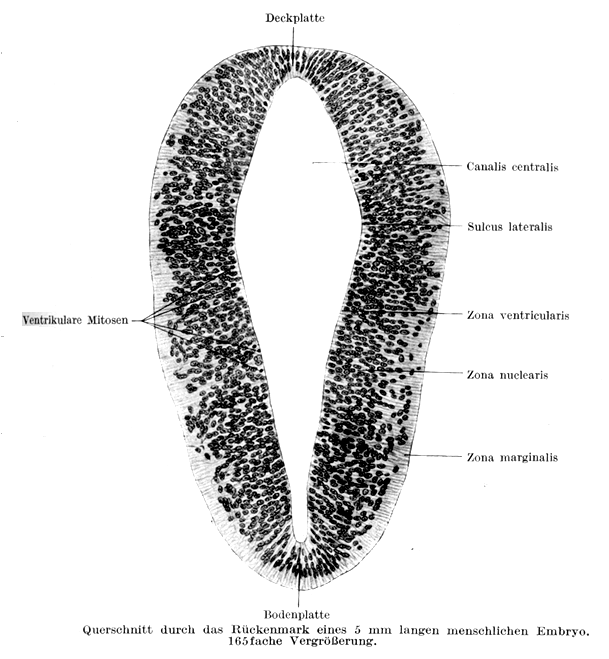 Deckplatte
Canalis centralis
Sulcus lateralis
Ventrikulare Mitosen
Zona ventricularis
Zona nuclearis
Zona marginalis
Bodenplatte
Querschnitt durch das Rückenmark eines 5 mm langen menschlichen Embryo.
165fache Vergrößerung.